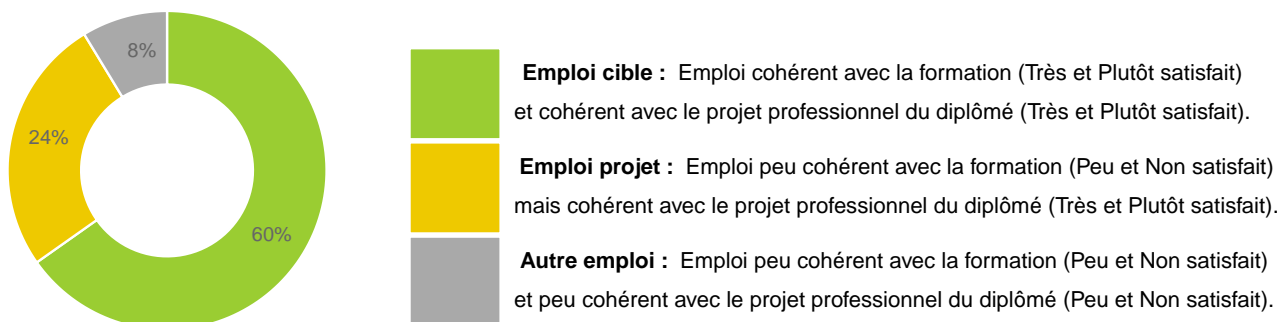 8%
24%
60%
Emploi cible : Emploi cohérent avec la formation (Très et Plutôt satisfait)
et cohérent avec le projet professionnel du diplômé (Très et Plutôt satisfait).
Emploi projet : Emploi peu cohérent avec la formation (Peu et Non satisfait)
mais cohérent avec le projet professionnel du diplômé (Très et Plutôt satisfait).
Autre emploi : Emploi peu cohérent avec la formation (Peu et Non satisfait)
et peu cohérent avec le projet professionnel du diplômé (Peu et Non satisfait).